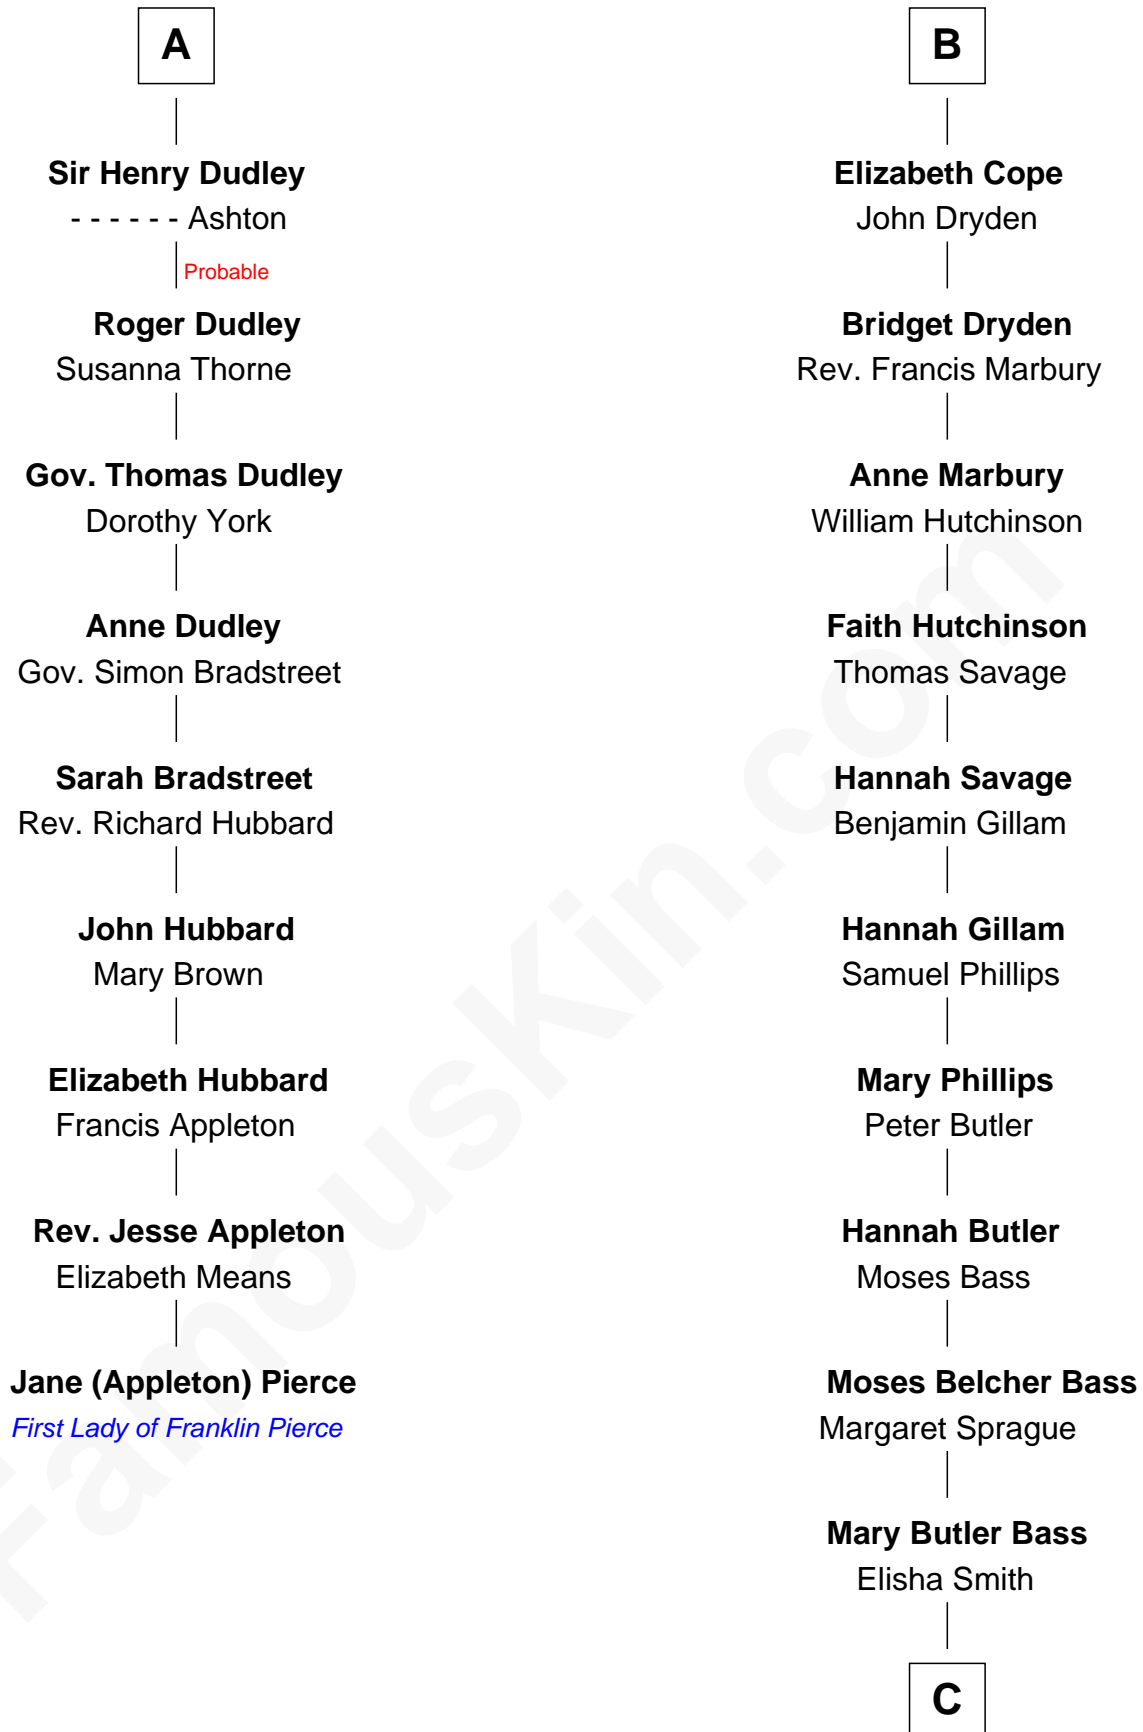 A
Sir Henry Dudley
- - - - - - Ashton
Probable
Roger Dudley
Susanna Thorne
Gov. Thomas Dudley
Dorothy York
Anne Dudley
Gov. Simon Bradstreet
Sarah Bradstreet
Rev. Richard Hubbard
John Hubbard
Mary Brown
Elizabeth Hubbard
Francis Appleton
Rev. Jesse Appleton
Elizabeth Means
Jane (Appleton) Pierce
First Lady of Franklin Pierce
B
Elizabeth Cope
John Dryden
Bridget Dryden
Rev. Francis Marbury
Anne Marbury
William Hutchinson
Faith Hutchinson
Thomas Savage
Hannah Savage
Benjamin Gillam
Hannah Gillam
Samuel Phillips
Mary Phillips
Peter Butler
Hannah Butler
Moses Bass
Moses Belcher Bass
Margaret Sprague
Mary Butler Bass
Elisha Smith
C
FamousKin.com